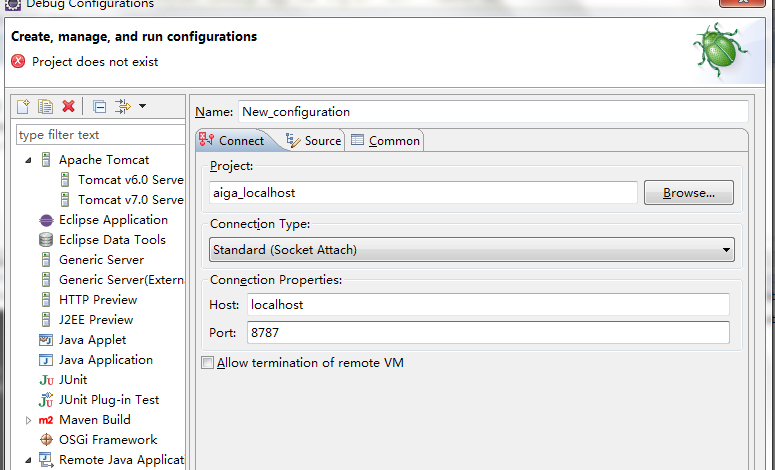 Debug Configurations
Create, manage, and run configurations
Project does not exist
type filter text
Apache Tomcat
Tomcat v6.0 Serve
Tomcat v7.0 Serve
Eclipse Application
Eclipse Data Tools
Generic Server
Generic Server(Extern
HTTP Preview
J2EE Preview
Java Applet
Java Application
JUnit
JUnit Plug-in Test
Maven Build
OSGi Framework
Remote Java Applicat
Name: New_configuration
Connect Source Common
Project:
aiga_localhost Browse...
Connection Type:
Standard (Socket Attach)
Connection Properties:
Host: localhost
Port: 8787
Allow termination of remote VM